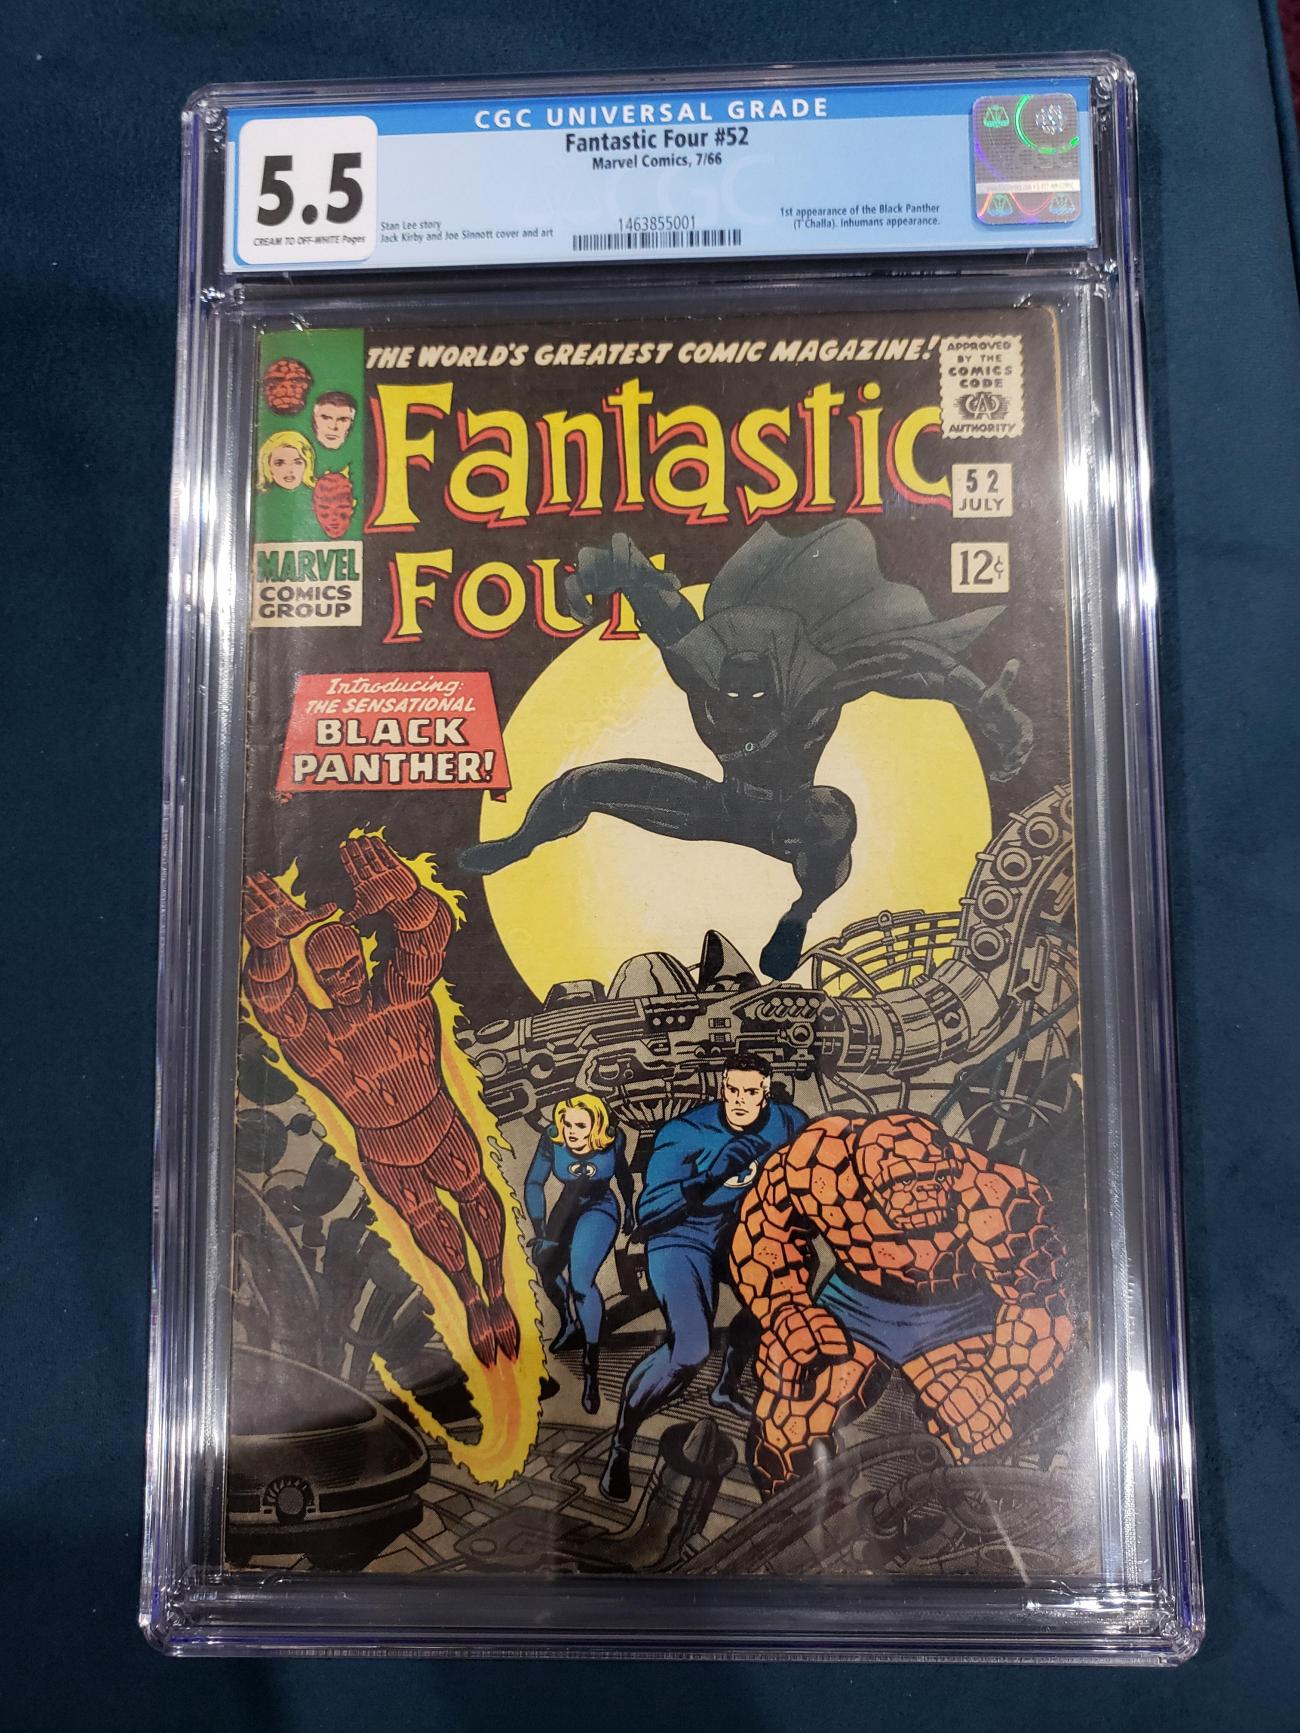 CGC UNIVERSAL GRADE
Fantastic Four #52
Marvel Comics, 7/66
5.5
CREAM TO OFF-WHITE Pages
Stan Lee story
Jack Kirby and Joe Sinnott cover and art
1463855001
1st appearance of the Black Panther
(T'Challa). Inhumans appearance.
THE WORLD'S GREATEST COMIC MAGAZINE!
APPROVED
BY THE
COMICS
CODE
CA
AUTHORITY
Fantastic
FOUR
52
JULY
12¢
MARVEL
COMICS
GROUP
Introducing:
THE SENSATIONAL
BLACK
PANTHER!